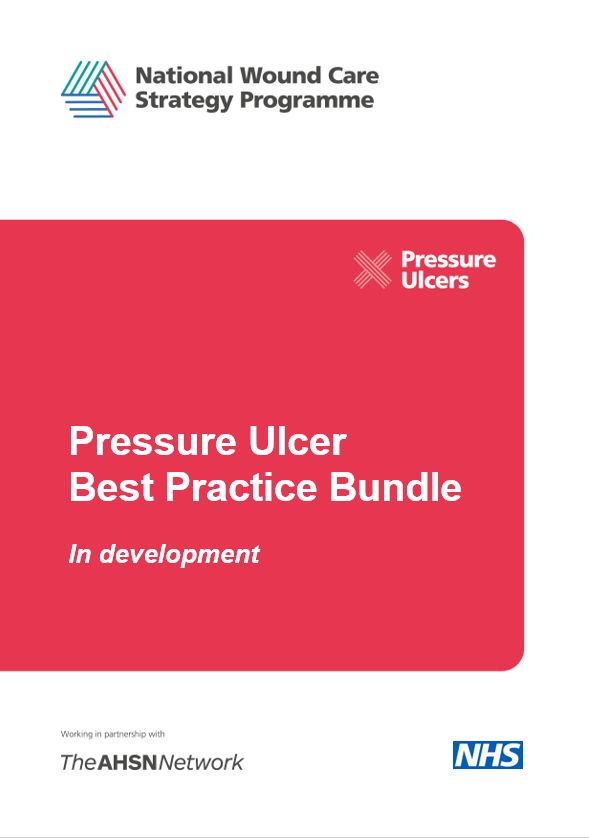 National Wound Care
Strategy Programme
Pressure
Ulcers
Pressure Ulcer
Best Practice Bundle
In development
Working in partnership with
TheAHSNNetwork
NHS